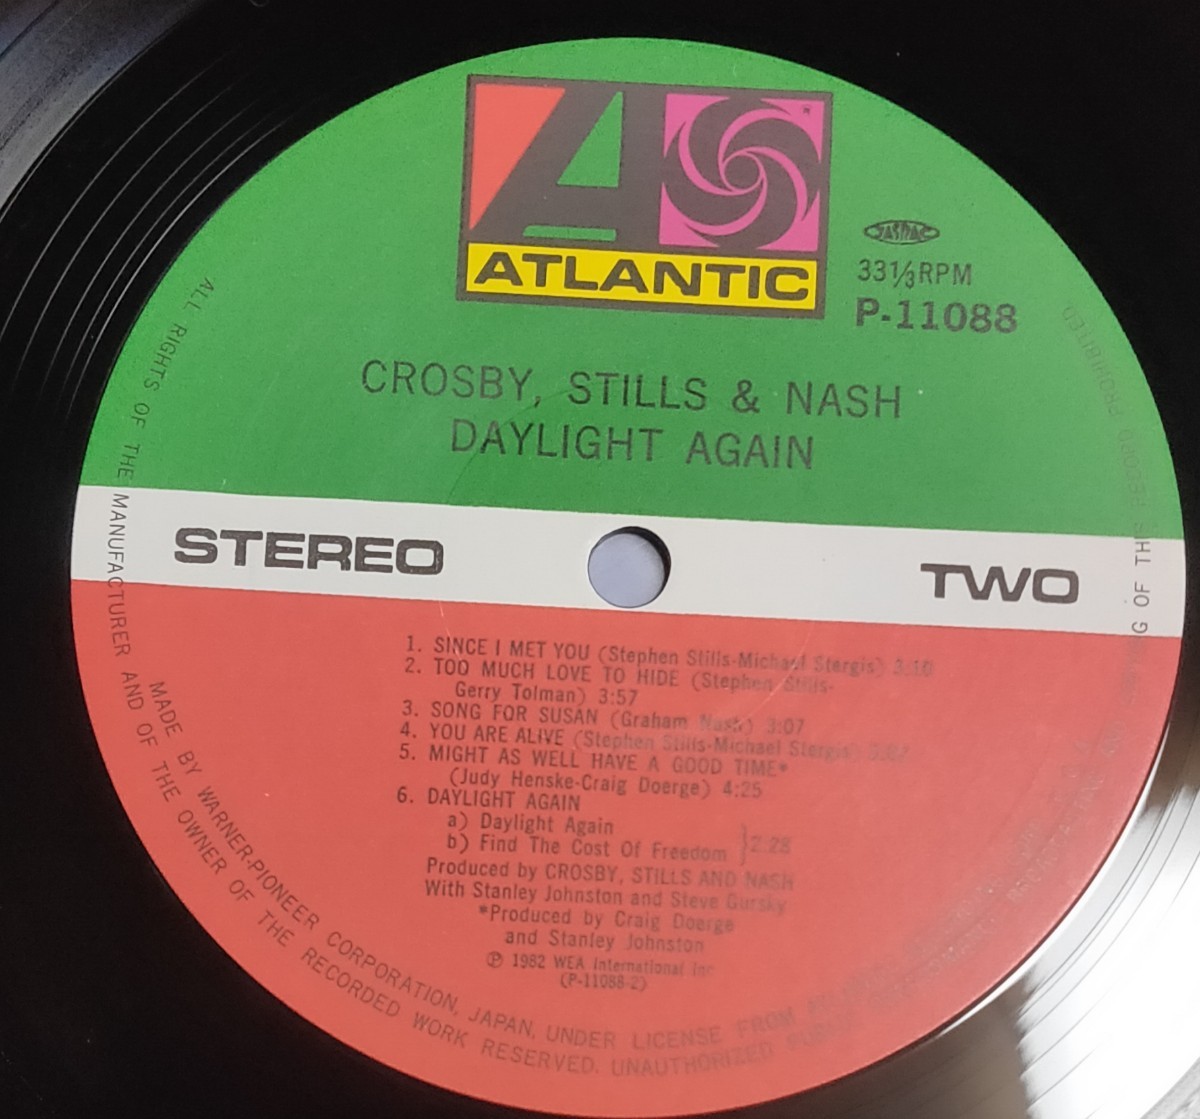 ATLANTIC
®
JASRAC
33⅓RPM
P-11088
CROSBY, STILLS & NASH
DAYLIGHT AGAIN
STEREO
TWO
1. SINCE I MET YOU (Stephen Stills-Michael Stergis) 3:10
2. TOO MUCH LOVE TO HIDE (Stephen Stills-
Gerry Tolman) 3:57
3. SONG FOR SUSAN (Graham Nash) 3:07
4. YOU ARE ALIVE (Stephen Stills-Michael Stergis)
5. MIGHT AS WELL HAVE A GOOD TIME*
(Judy Henske-Craig Doerge) 4:25
6. DAYLIGHT AGAIN
a) Daylight Again
b) Find The Cost Of Freedom } 2:28
Produced by CROSBY, STILLS AND NASH
With Stanley Johnston and Steve Gursky
*Produced by Craig Doerge
and Stanley Johnston
℗ 1982 WEA International Inc
(P-11088-2)
MADE BY WARNER-PIONEER CORPORATION, JAPAN, UNDER LICENSE FROM
ALL RIGHTS OF THE MANUFACTURER AND OF THE OWNER OF THE RECORDED WORK RESERVED. UNAUTHORIZED OF THIS RECORD PROHIBITED